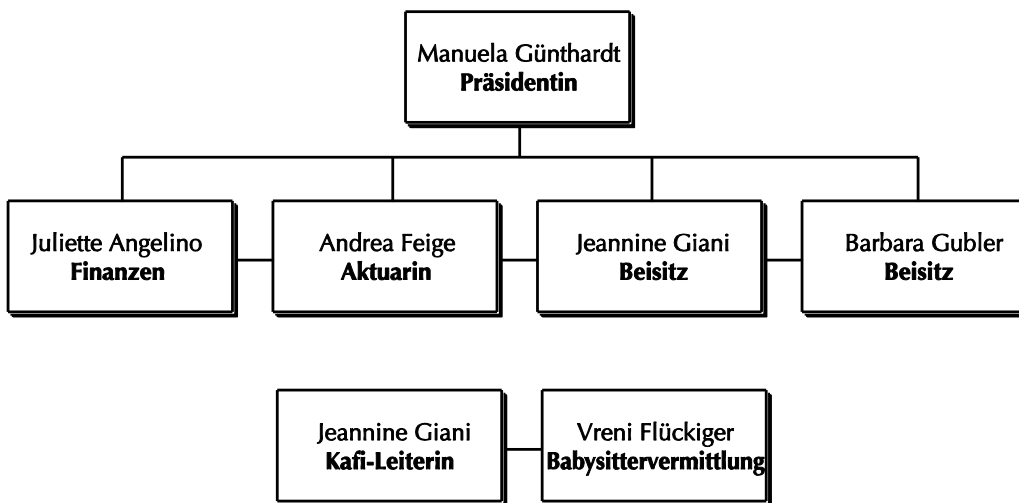 Manuela Günthardt
Präsidentin
Juliette Angelino
Finanzen
Andrea Feige
Aktuarin
Jeannine Giani
Beisitz
Barbara Gubler
Beisitz
Jeannine Giani
Kafi-Leiterin
Vreni Flückiger
Babysittervermittlung